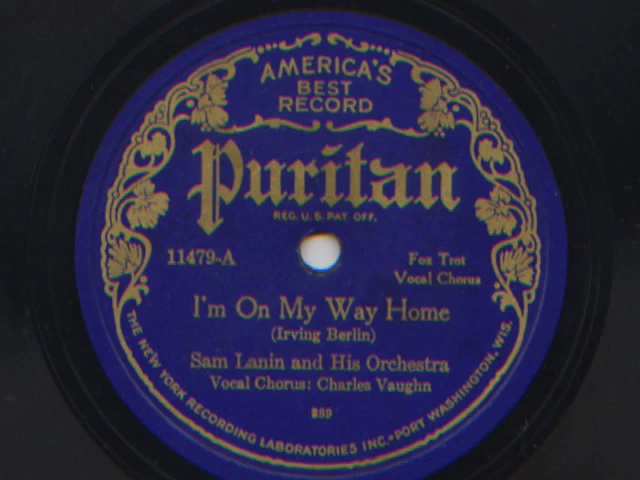 AMERICA'S
BEST
RECORD
Puritan
REG. U.S. PAT. OFF.
11479-A
Fox Trot
Vocal Chorus
I'm On My Way Home
(Irving Berlin)
Sam Lanin and His Orchestra
Vocal Chorus: Charles Vaughn
THE NEW YORK RECORDING LABORATORIES INC. • PORT WASHINGTON, WIS.